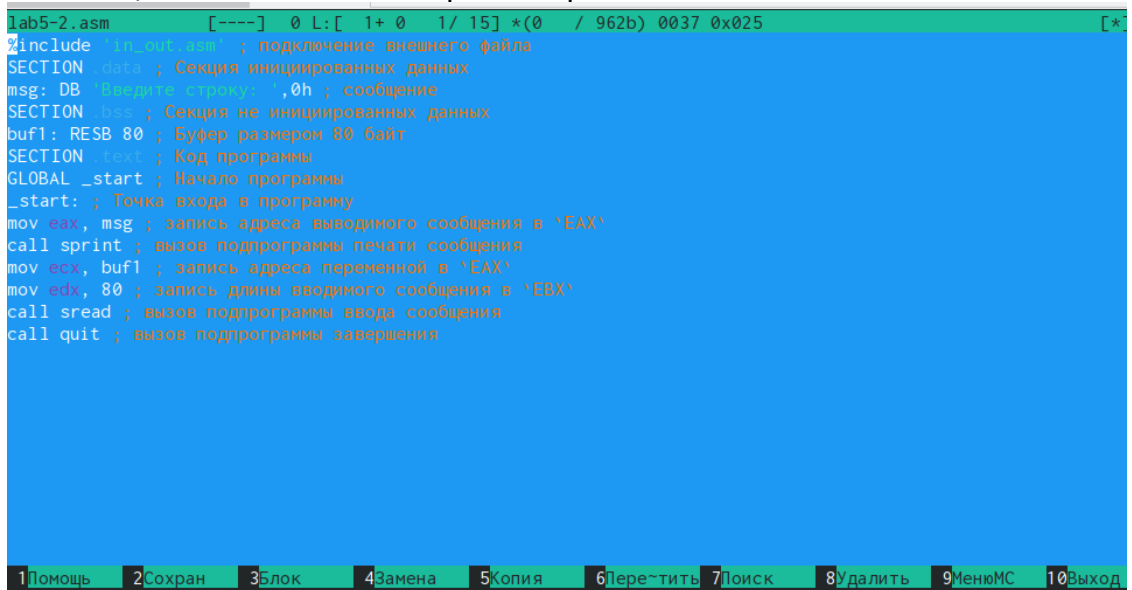 lab5-2.asm [----] 0 L:[ 1+ 0 1/ 15] *(0 / 962b) 0037 0x025 [*]
%include 'in_out.asm' ; подключение внешнего файла
SECTION .data ; Секция инициированных данных
msg: DB 'Введите строку: ',0h ; сообщение
SECTION .bss ; Секция не инициированных данных
buf1: RESB 80 ; Буфер размером 80 байт
SECTION .text ; Код программы
GLOBAL _start ; Начало программы
_start: ; Точка входа в программу
mov eax, msg ; запись адреса выводимого сообщения в `EAX`
call sprint ; вызов подпрограммы печати сообщения
mov ecx, buf1 ; запись адреса переменной в `EAX`
mov edx, 80 ; запись длины вводимого сообщения в `EBX`
call sread ; вызов подпрограммы ввода сообщения
call quit ; вызов подпрограммы завершения
1Помощь 2Сохран 3Блок 4Замена 5Копия 6Пере~тить 7Поиск 8Удалить 9МенюMC 10Выход